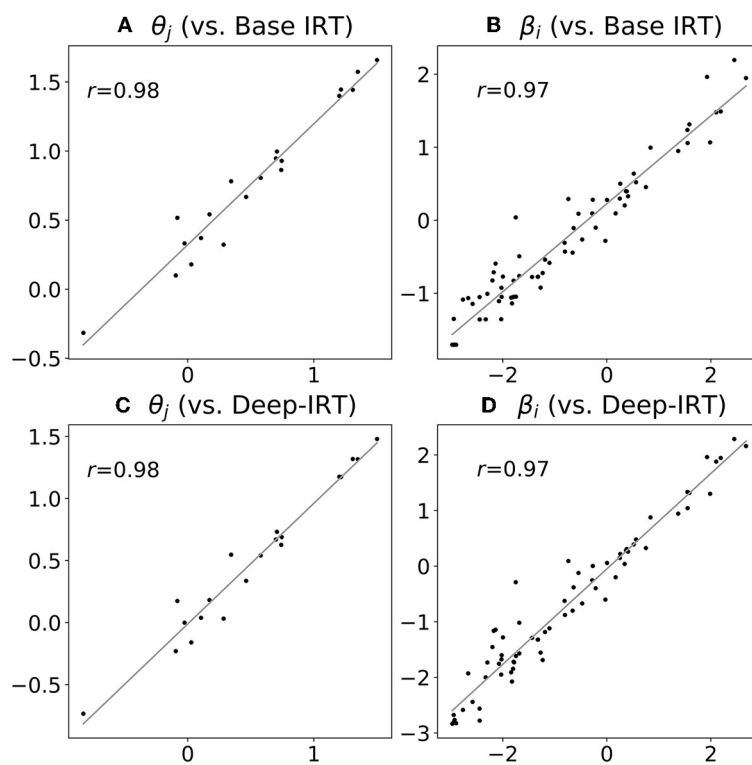 A θj (vs. Base IRT)
r=0.98
1.5
1.0
0.5
0.0
−0.5
0 1
B βi (vs. Base IRT)
r=0.97
2
1
0
−1
−2 0 2
C θj (vs. Deep-IRT)
r=0.98
1.5
1.0
0.5
0.0
−0.5
0 1
D βi (vs. Deep-IRT)
r=0.97
2
1
0
−1
−2
−3
−2 0 2